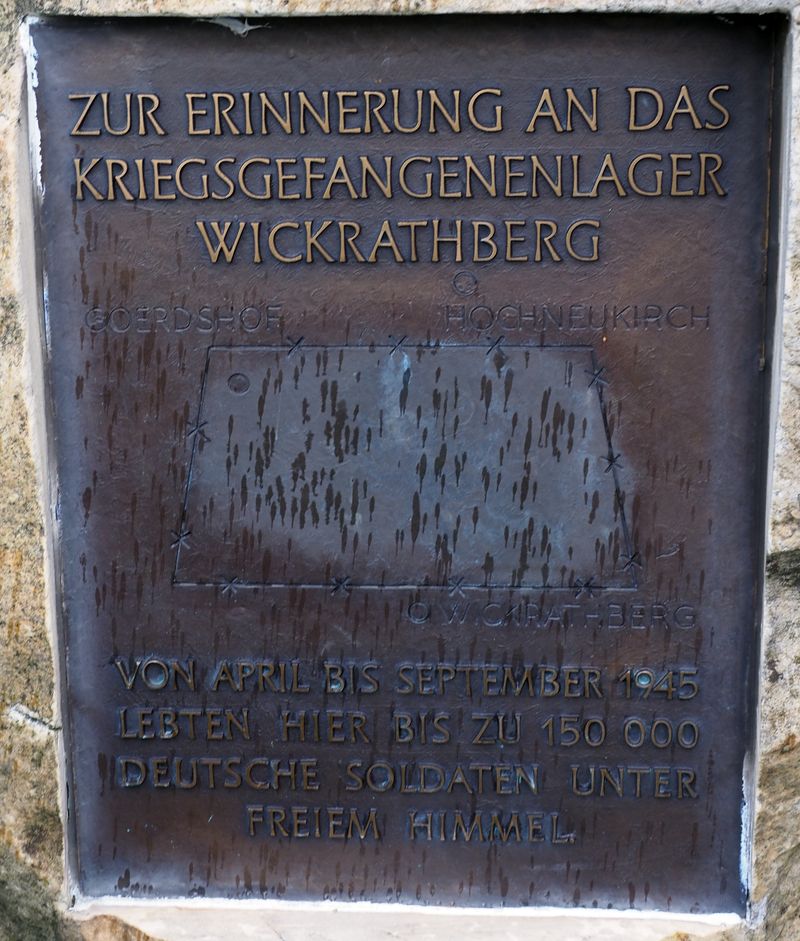 ZUR ERINNERUNG AN DAS
KRIEGSGEFANGENENLAGER
WICKRATHBERG
GOERDSHOF
HOCHNEUKIRCH
WICKRATHBERG
VON APRIL BIS SEPTEMBER 1945
LEBTEN HIER BIS ZU 150 000
DEUTSCHE SOLDATEN UNTER
FREIEM HIMMEL.